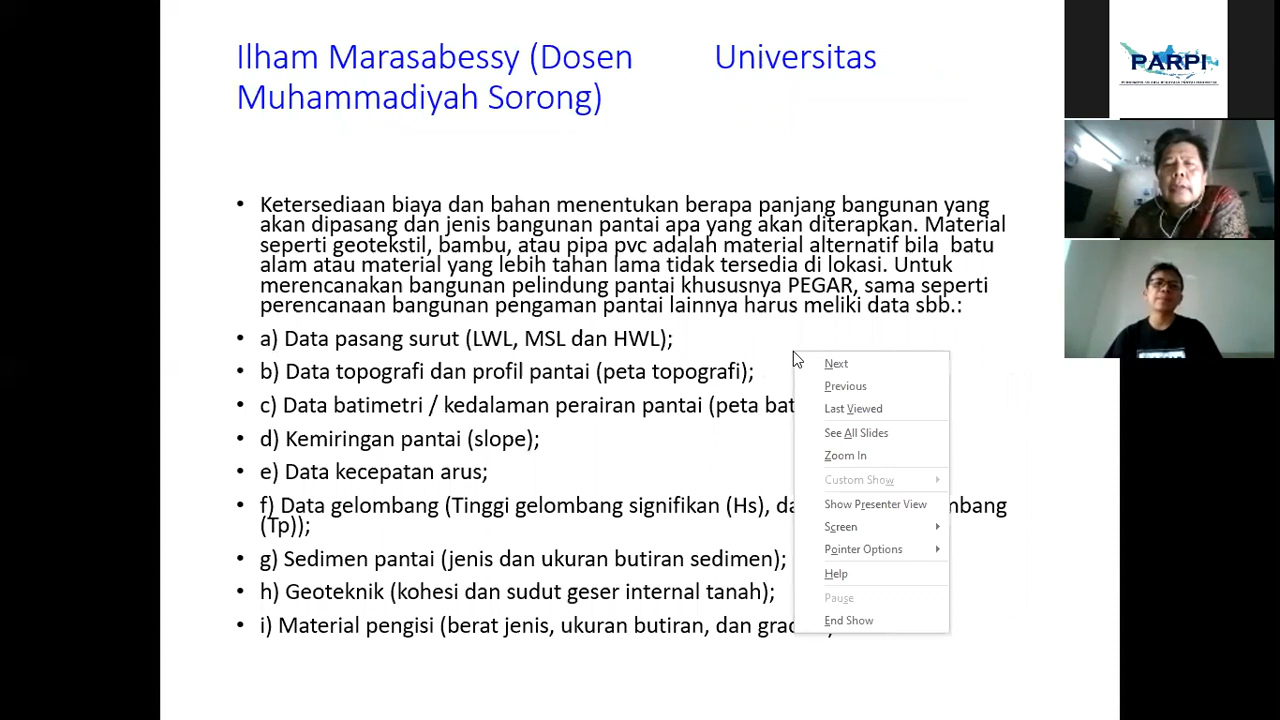 Ilham Marasabessy (Dosen Universitas
Muhammadiyah Sorong)
• Ketersediaan biaya dan bahan menentukan berapa panjang bangunan yang
akan dipasang dan jenis bangunan pantai apa yang akan diterapkan. Material
seperti geotekstil, bambu, atau pipa pvc adalah material alternatif bila batu
alam atau material yang lebih tahan lama tidak tersedia di lokasi. Untuk
merencanakan bangunan pelindung pantai khususnya PEGAR, sama seperti
perencanaan bangunan pengaman pantai lainnya harus meliki data sbb.:
• a) Data pasang surut (LWL, MSL dan HWL);
• b) Data topografi dan profil pantai (peta topografi);
• c) Data batimetri / kedalaman perairan pantai (peta bat
• d) Kemiringan pantai (slope);
• e) Data kecepatan arus;
• f) Data gelombang (Tinggi gelombang signifikan (Hs), da mbang
(Tp));
• g) Sedimen pantai (jenis dan ukuran butiran sedimen);
• h) Geoteknik (kohesi dan sudut geser internal tanah);
• i) Material pengisi (berat jenis, ukuran butiran, dan grad
Next
Previous
Last Viewed
See All Slides
Zoom In
Custom Show
Show Presenter View
Screen
Pointer Options
Help
Pause
End Show
PARPI